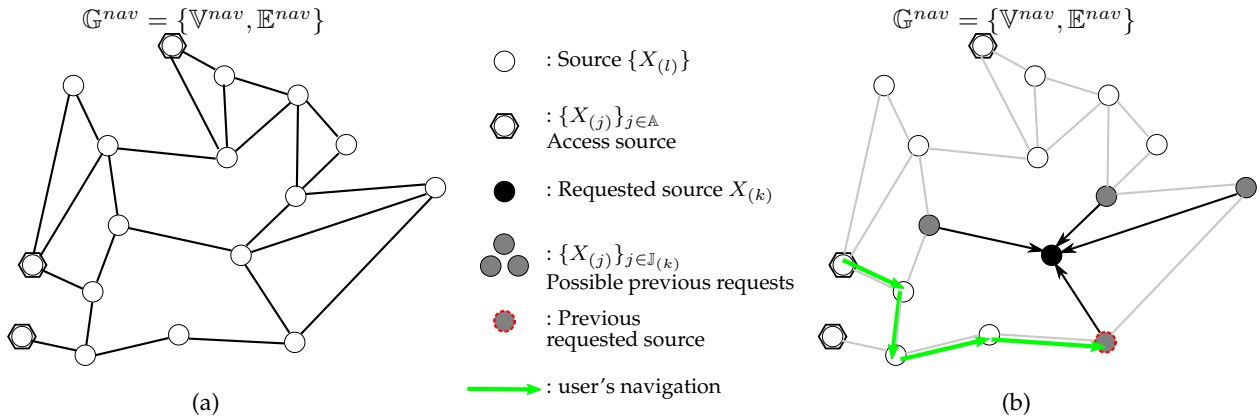 𝔾^{nav} = {𝕍^{nav}, 𝔼^{nav}}
: Source {X_{(l)}}
: {X_{(j)}}_{j∈𝔸}
Access source
: Requested source X_{(k)}
: {X_{(j)}}_{j∈𝕁_{(k)}}
Possible previous requests
: Previous
requested source
: user's navigation
(a)
𝔾^{nav} = {𝕍^{nav}, 𝔼^{nav}}
(b)